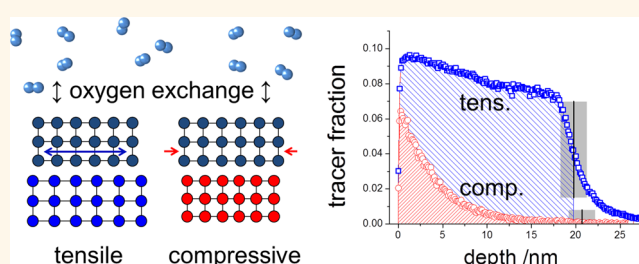 ↕ oxygen exchange ↕
tensile
compressive
tracer fraction
0.10
0.08
0.06
0.04
0.02
0.00
tens.
comp.
0
5
10
15
20
25
depth /nm